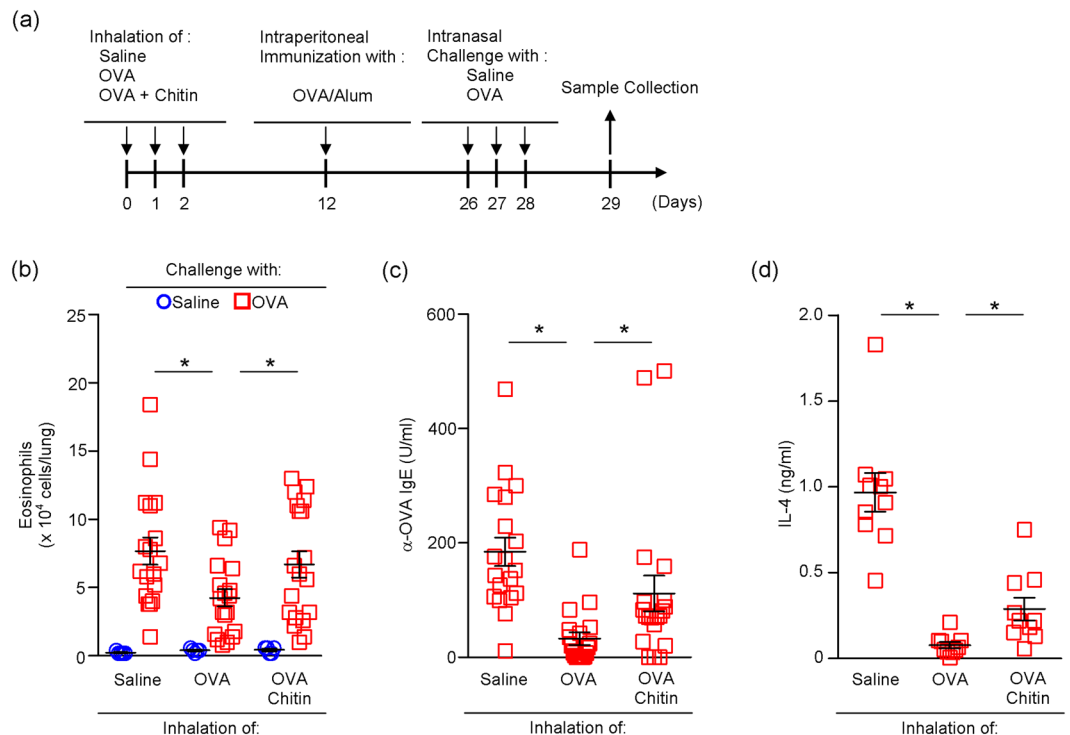 (a)
Inhalation of :
Saline
OVA
OVA + Chitin
Intraperitoneal
Immunization with :
OVA/Alum
Intranasal
Challenge with :
Saline
OVA
Sample Collection
0 1 2 12 26 27 28 29 (Days)
(b)
Challenge with:
Saline OVA
Eosinophils
(x 10⁴ cells/lung)
25
20
15
10
5
0
* *
Saline OVA OVA
Chitin
Inhalation of:
(c)
α-OVA IgE (U/ml)
600
400
200
0
* *
Saline OVA OVA
Chitin
Inhalation of:
(d)
IL-4 (ng/ml)
2.0
1.5
1.0
0.5
0
* *
Saline OVA OVA
Chitin
Inhalation of: